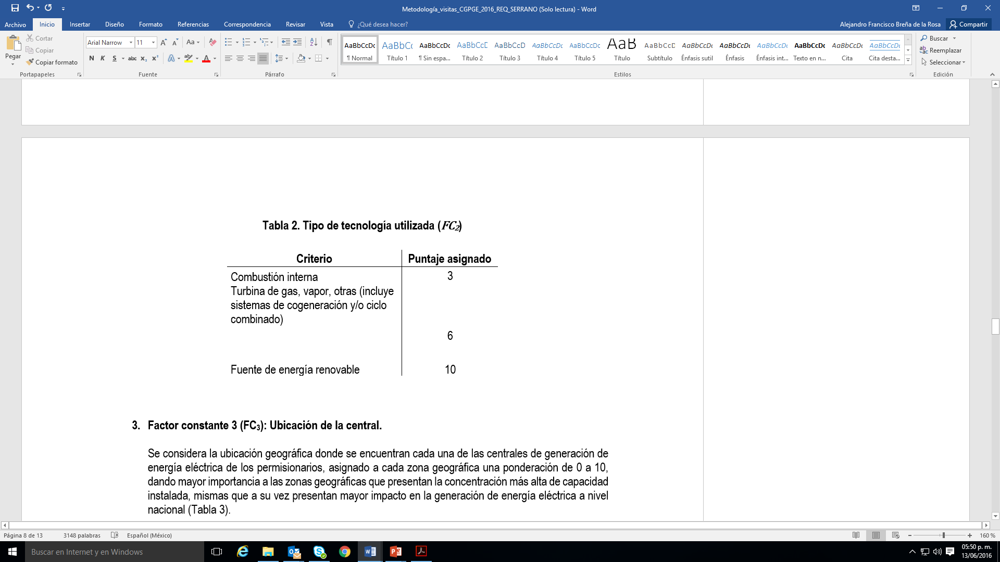 Metodología_visitas_CGPGE_2016_REQ_SERRANO (Solo lectura) - Word
Archivo Inicio Insertar Diseño Formato Referencias Correspondencia Revisar Vista ¿Qué desea hacer? Alejandro Francisco Breña de la Rosa Compartir
Pegar
Cortar
Copiar
Copiar formato
Portapapeles
Arial Narrow 11
N K S abc x₂ x²
Fuente
Párrafo
AaBbCcDc AaBbCc AaBbCcDc AaBbCcC AaBbCcD AaBbCcDc AaBbCcDc AaB AaBbCcD AaBbCcDc AaBbCcDc AaBbCcDc AaBbCcDc AaBbCcDc AaBbCcDc
¶ Normal Título 1 ¶ Sin espa... Título 2 Título 3 Título 4 Título 5 Título Subtítulo Énfasis sutil Énfasis Énfasis int... Texto en n... Cita Cita desta...
Estilos
Buscar
Reemplazar
Seleccionar
Edición
Tabla 2. Tipo de tecnología utilizada (FC₂)
Criterio Puntaje asignado
Combustión interna 3
Turbina de gas, vapor, otras (incluye
sistemas de cogeneración y/o ciclo
combinado)
6
Fuente de energía renovable 10
3. Factor constante 3 (FC₃): Ubicación de la central.
Se considera la ubicación geográfica donde se encuentran cada una de las centrales de generación de
energía eléctrica de los permisionarios, asignado a cada zona geográfica una ponderación de 0 a 10,
dando mayor importancia a las zonas geográficas que presentan la concentración más alta de capacidad
instalada, mismas que a su vez presentan mayor impacto en la generación de energía eléctrica a nivel
nacional (Tabla 3).
Página 8 de 13 3148 palabras Español (México) 160 %
Buscar en Internet y en Windows
05:50 p. m.
13/06/2016